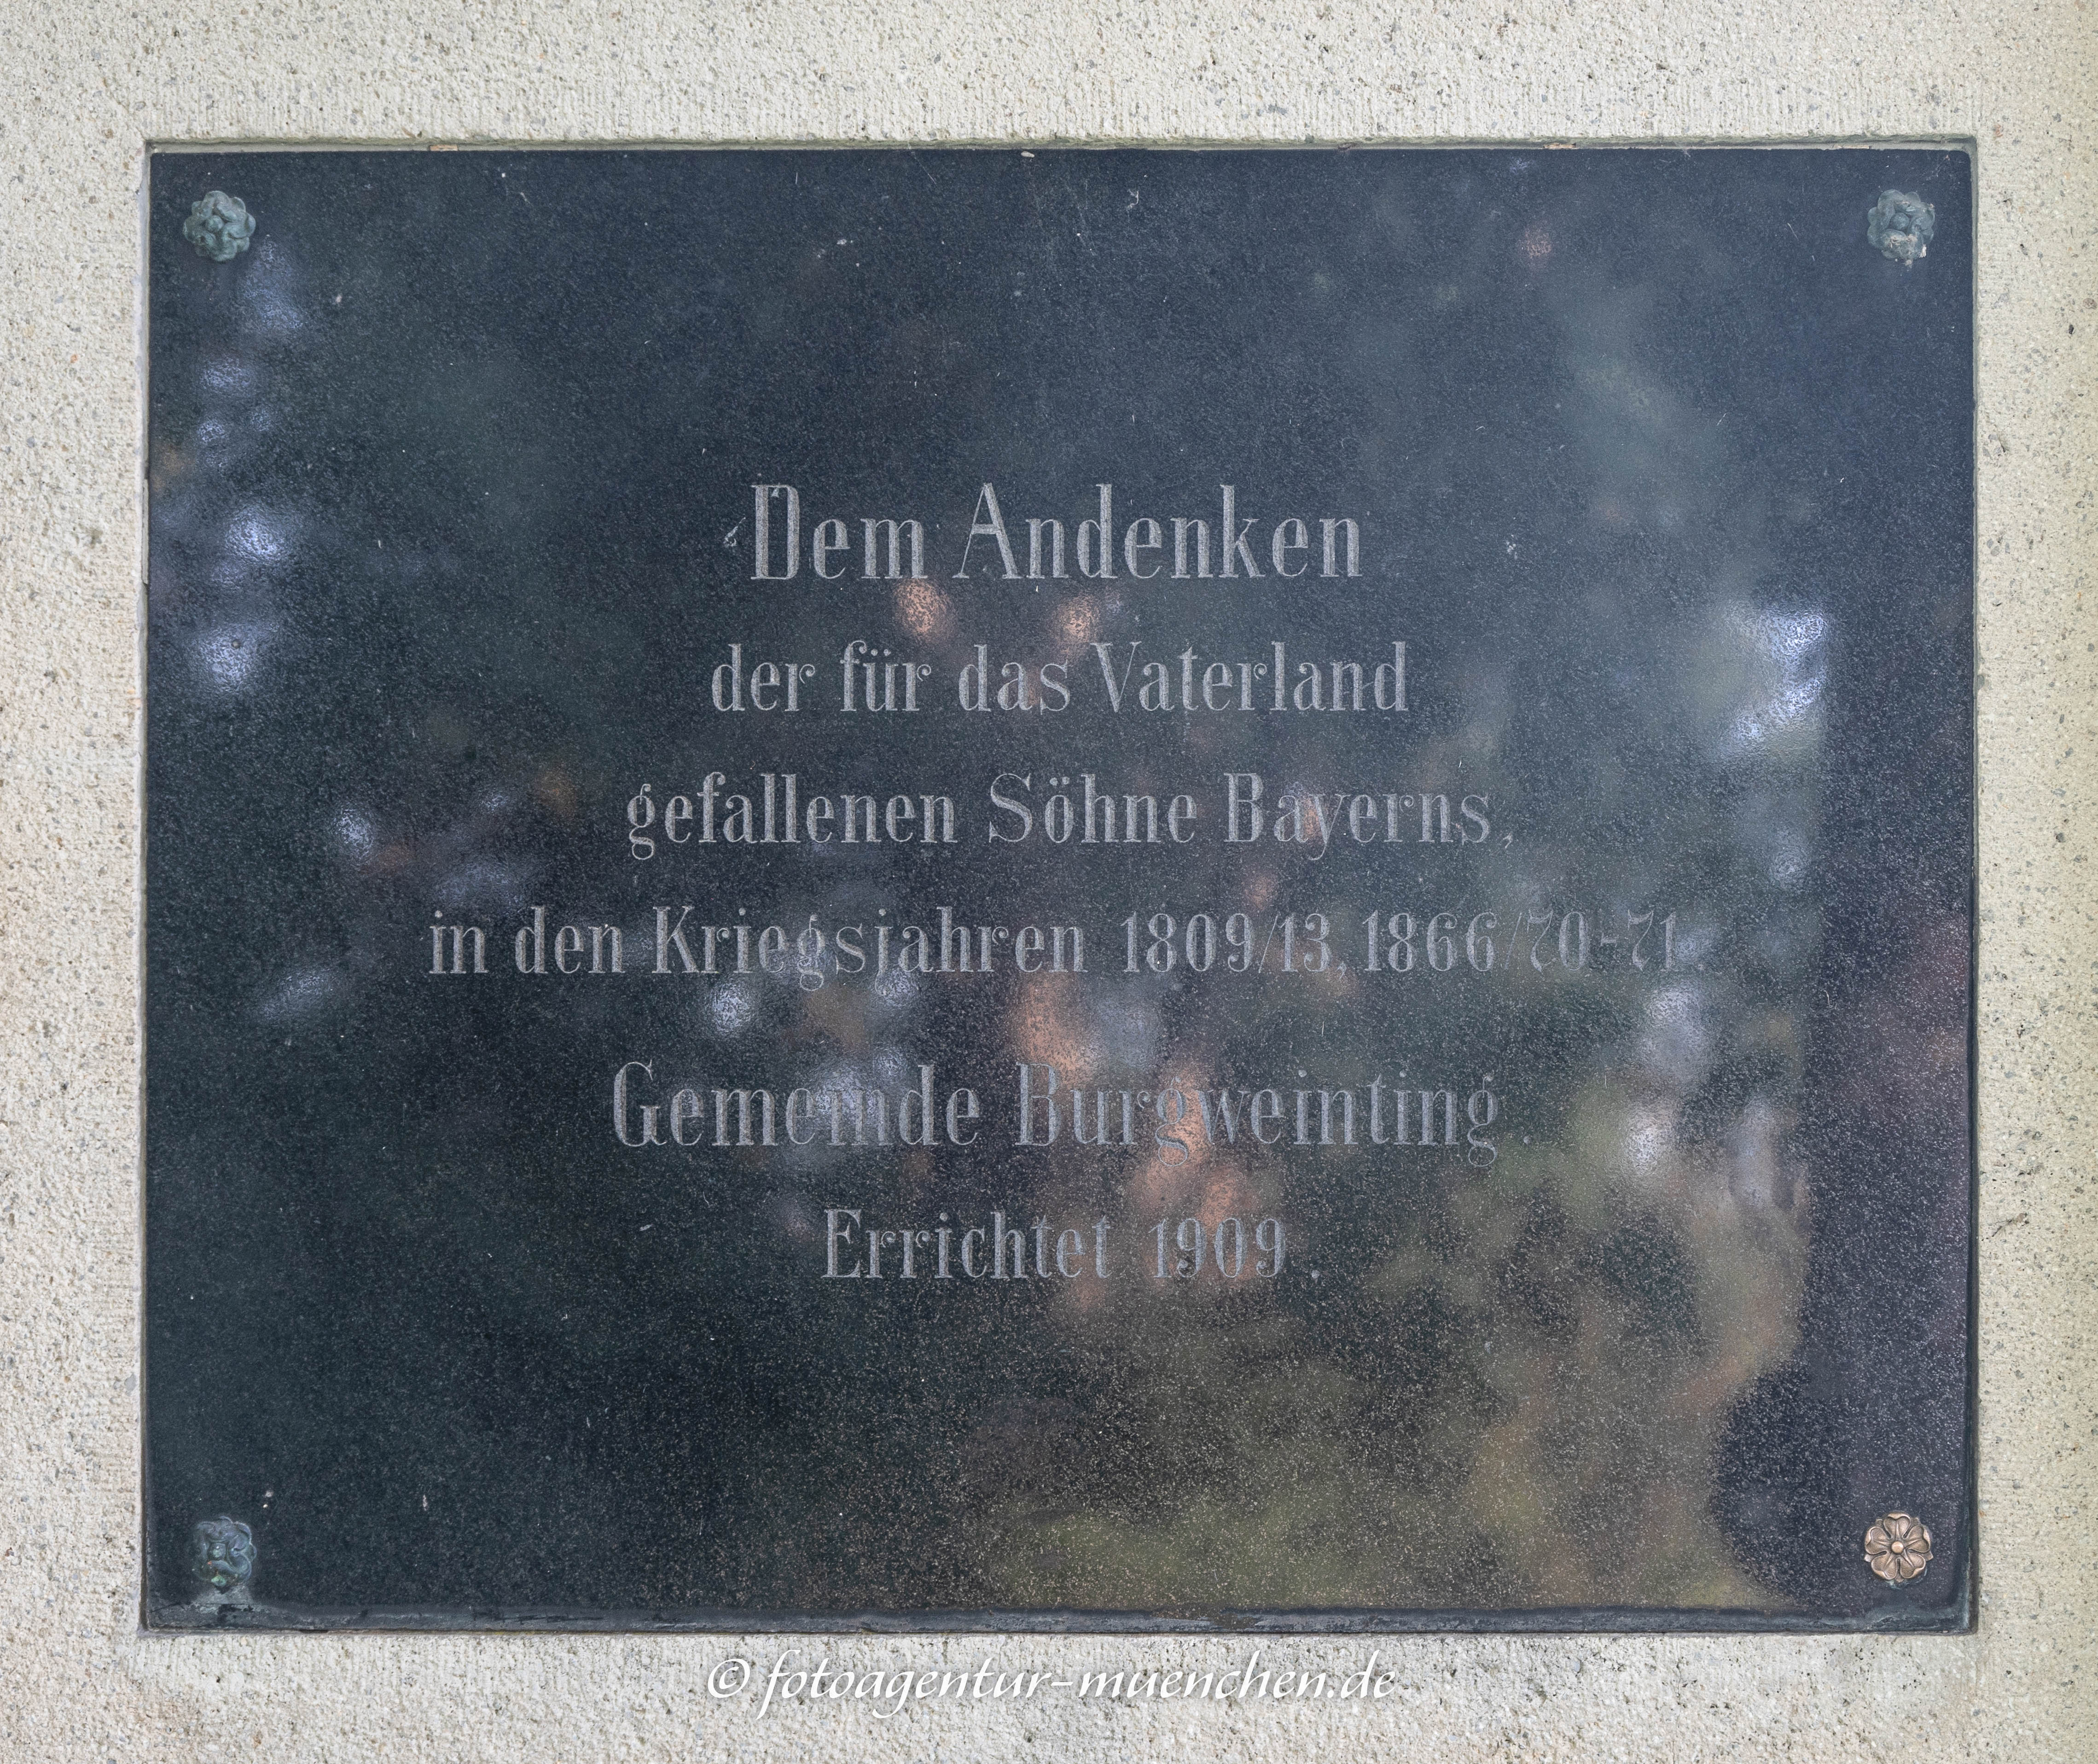 Dem Andenken
der für das Vaterland
gefallenen Söhne Bayerns,
in den Kriegsjahren 1809/13, 1866/70-71.
Gemeinde Burgweinting.
Errichtet 1909.
© fotoagentur-muenchen.de